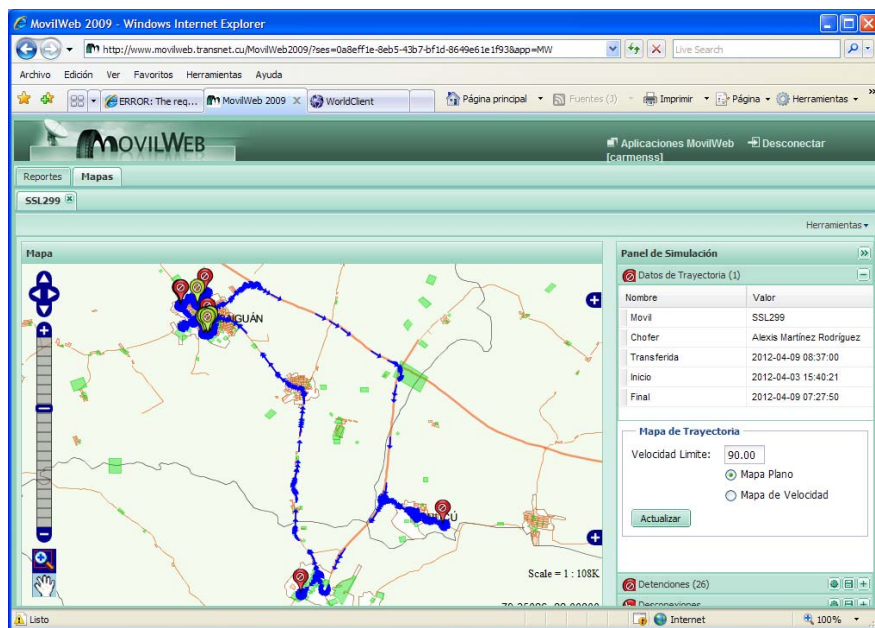 MovilWeb 2009 - Windows Internet Explorer
http://www.movilweb.transnet.cu/MovilWeb2009/?ses=0a8eff1e-8eb5-43b7-bf1d-8649e61e1f93&app=MW
Live Search
Archivo Edición Ver Favoritos Herramientas Ayuda
ERROR: The req... MovilWeb 2009 X WorldClient Página principal Fuentes (J) Imprimir Página Herramientas »
MOVILWEB
Aplicaciones MovilWeb Desconectar
[carmenss]
Reportes Mapas
SSL299
Herramientas
Mapa
Panel de Simulación
Datos de Trayectoria (1)
Nombre Valor
Movil SSL299
Chofer Alexis Martínez Rodríguez
Transferida 2012-04-09 08:37:00
Inicio 2012-04-03 15:40:21
Final 2012-04-09 07:27:50
Mapa de Trayectoria
Velocidad Limite: 90.00
Mapa Plano
Mapa de Velocidad
Actualizar
Scale = 1 : 108K
Detenciones (26)
Desconexiones
Listo Internet 100%